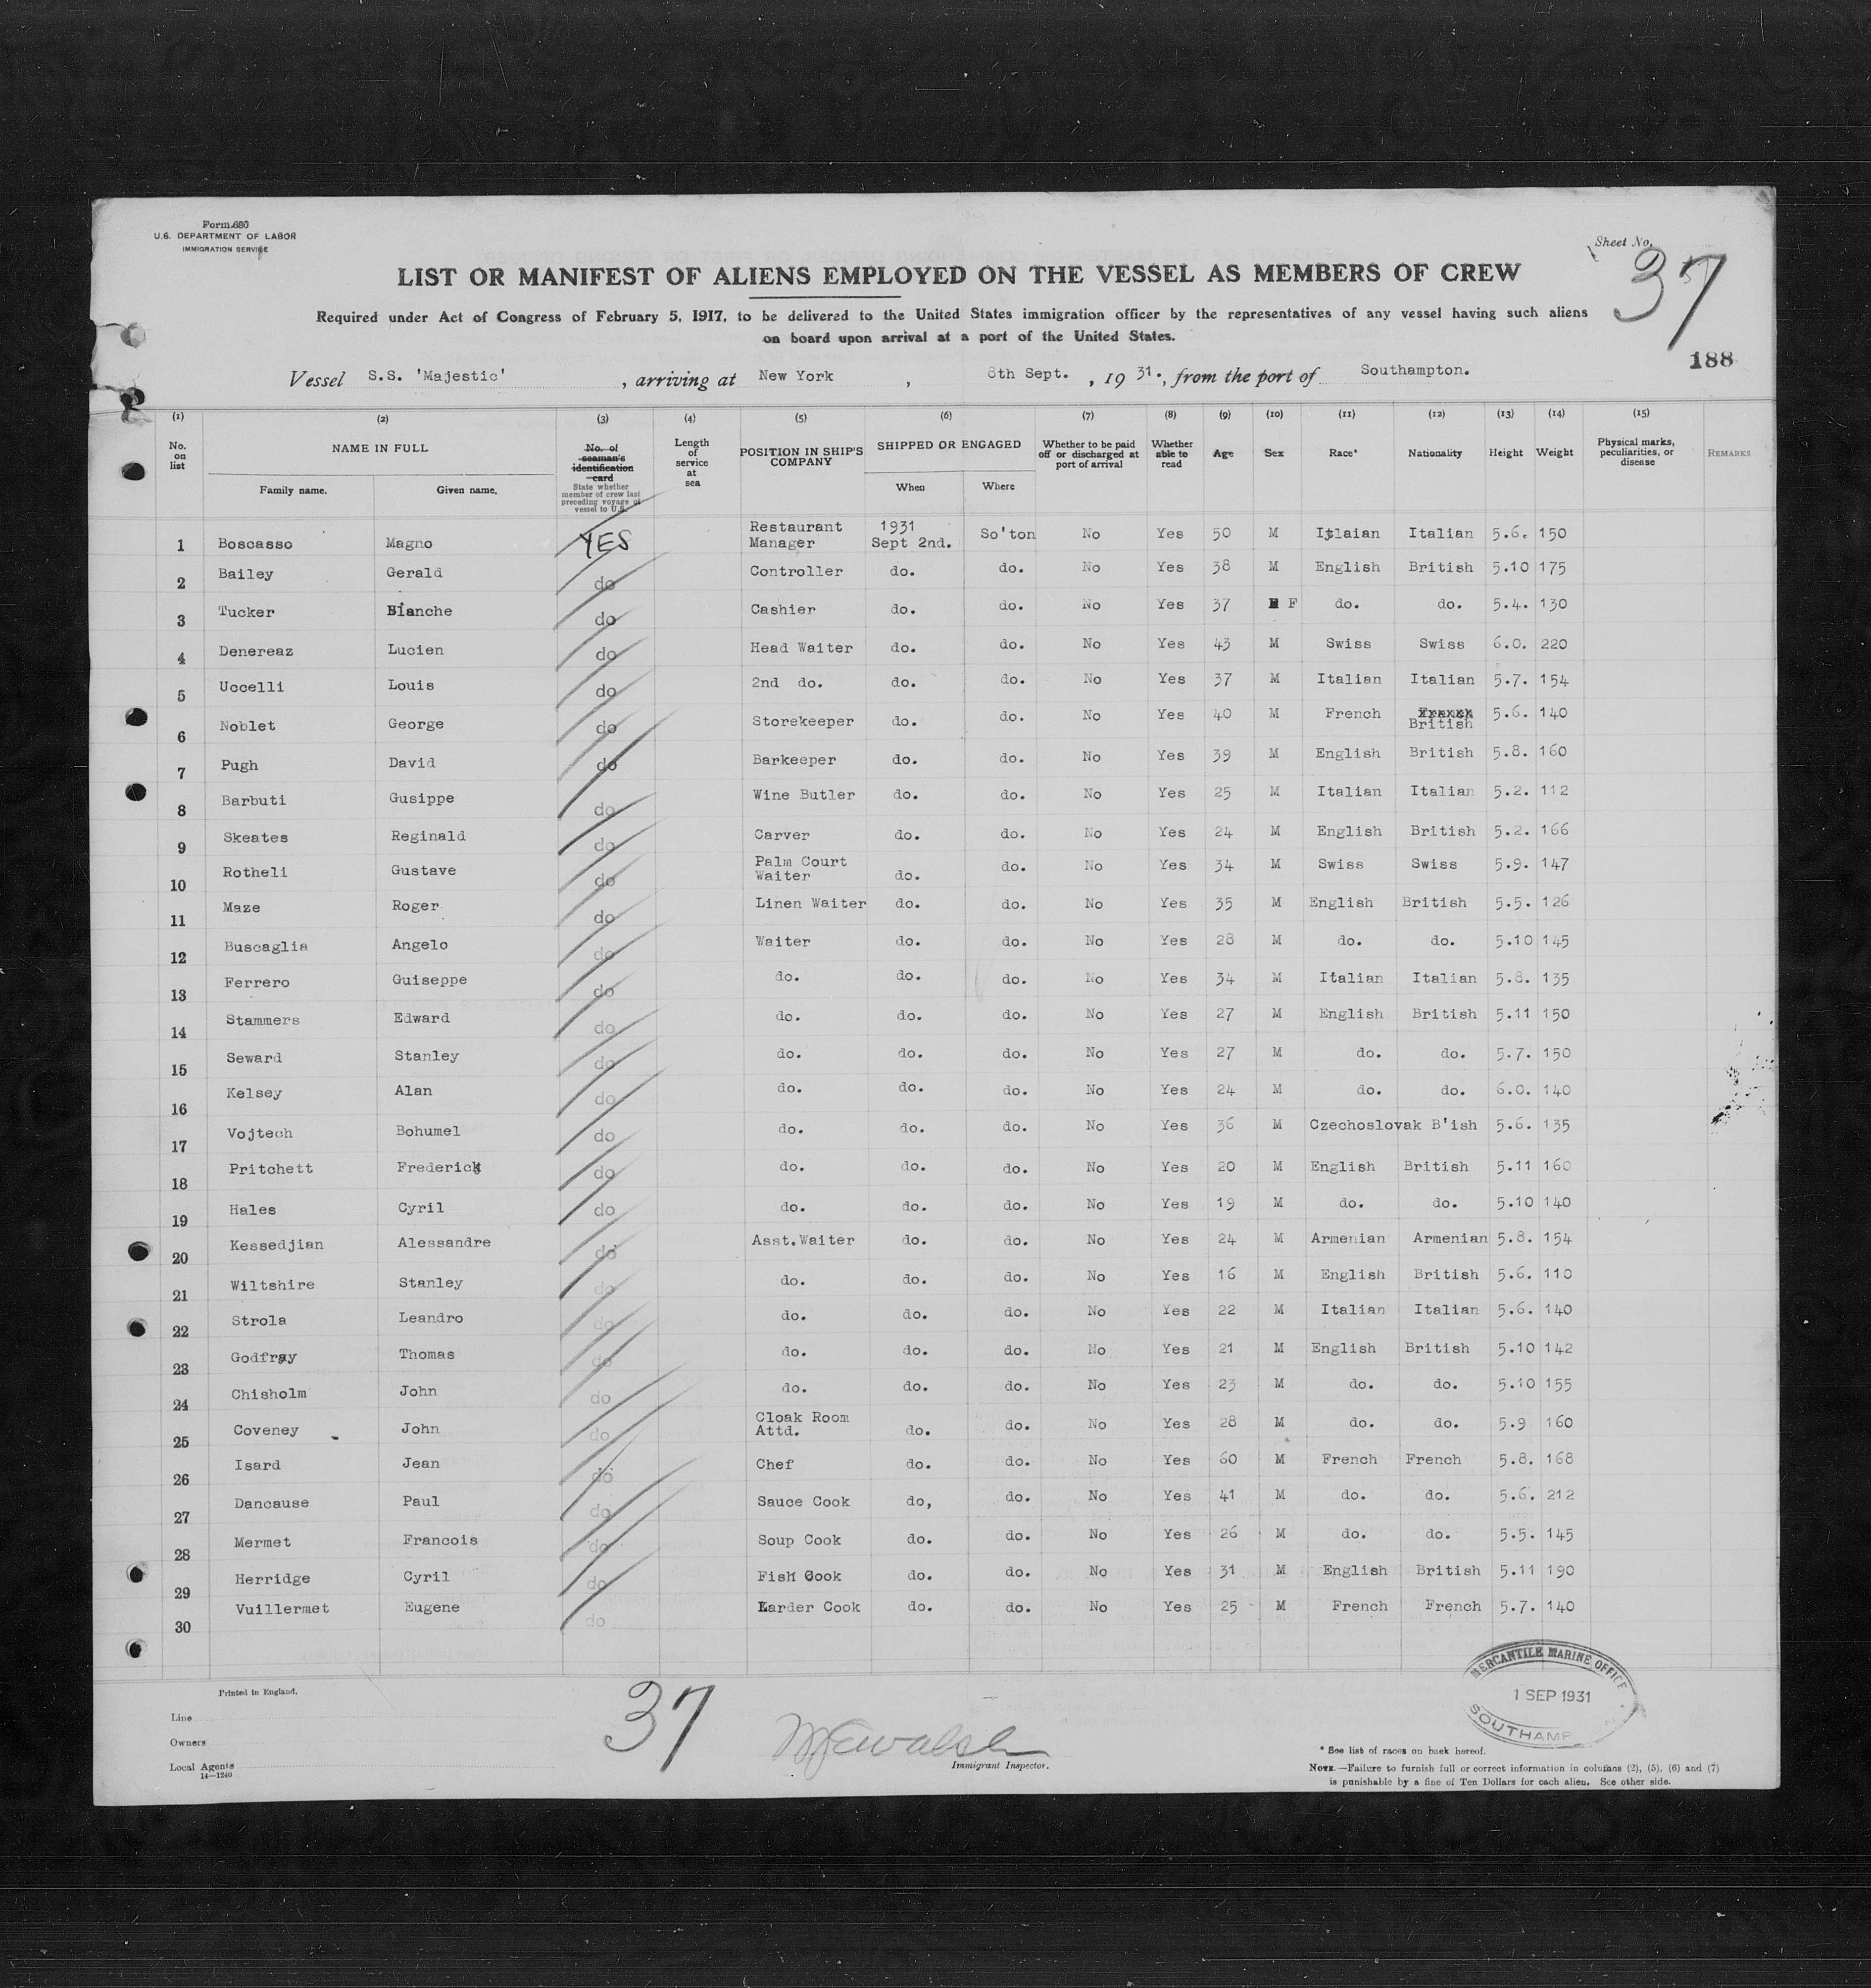 Form 680
U.S. DEPARTMENT OF LABOR
IMMIGRATION SERVICE
Sheet No.
37
LIST OR MANIFEST OF ALIENS EMPLOYED ON THE VESSEL AS MEMBERS OF CREW
Required under Act of Congress of February 5, 1917, to be delivered to the United States immigration officer by the representatives of any vessel having such aliens
on board upon arrival at a port of the United States.
188
Vessel S.S. 'Majestic' , arriving at New York , 8th Sept. , 19 31., from the port of Southampton.
(1) (2) (3) (4) (5) (6) (7) (8) (9) (10) (11) (12) (13) (14) (15)
No. on list NAME IN FULL Family name. Given name. No. of seaman's identification card State whether member of crew last preceding voyage of vessel to U.S. Length of service at sea POSITION IN SHIP'S COMPANY SHIPPED OR ENGAGED When Where Whether to be paid off or discharged at port of arrival Whether able to read Age Sex Race* Nationality Height Weight Physical marks, peculiarities, or disease REMARKS
1 Boscasso Magno YES Restaurant Manager 1931 Sept 2nd. So'ton No Yes 50 M Itlaian Italian 5.6. 150
2 Bailey Gerald do Controller do. do. No Yes 38 M English British 5.10 175
3 Tucker Blanche do Cashier do. do. No Yes 37 F do. do. 5.4. 130
4 Denereaz Lucien do Head Waiter do. do. No Yes 43 M Swiss Swiss 6.0. 220
5 Uccelli Louis do 2nd do. do. do. No Yes 37 M Italian Italian 5.7. 154
6 Noblet George do Storekeeper do. do. No Yes 40 M French French British 5.6. 140
7 Pugh David do Barkeeper do. do. No Yes 39 M English British 5.8. 160
8 Barbuti Gusippe do Wine Butler do. do. No Yes 25 M Italian Italian 5.2. 112
9 Skeates Reginald do Carver do. do. No Yes 24 M English British 5.2. 166
10 Rotheli Gustave do Palm Court Waiter do. do. No Yes 34 M Swiss Swiss 5.9. 147
11 Maze Roger do Linen Waiter do. do. No Yes 35 M English British 5.5. 126
12 Buscaglia Angelo do Waiter do. do. No Yes 28 M do. do. 5.10 145
13 Ferrero Guiseppe do do. do. do. No Yes 34 M Italian Italian 5.8. 135
14 Stammers Edward do do. do. do. No Yes 27 M English British 5.11 150
15 Seward Stanley do do. do. do. No Yes 27 M do. do. 5.7. 150
16 Kelsey Alan do do. do. do. No Yes 24 M do. do. 6.0. 140
17 Vojtech Bohumel do do. do. do. No Yes 36 M Czechoslovak B'ish 5.6. 135
18 Pritchett Frederick do do. do. do. No Yes 20 M English British 5.11 160
19 Hales Cyril do do. do. do. No Yes 19 M do. do. 5.10 140
20 Kessedjian Alessandre do Asst.Waiter do. do. No Yes 24 M Armenian Armenian 5.8. 154
21 Wiltshire Stanley do do. do. do. No Yes 16 M English British 5.6. 110
22 Strola Leandro do do. do. do. No Yes 22 M Italian Italian 5.6. 140
23 Godfray Thomas do do. do. do. No Yes 21 M English British 5.10 142
24 Chisholm John do do. do. do. No Yes 23 M do. do. 5.10 155
25 Coveney John do Cloak Room Attd. do. do. No Yes 28 M do. do. 5.9 160
26 Isard Jean do Chef do. do. No Yes 60 M French French 5.8. 168
27 Dancause Paul do Sauce Cook do, do. No Yes 41 M do. do. 5.6. 212
28 Mermet Francois do Soup Cook do. do. No Yes 26 M do. do. 5.5. 145
29 Herridge Cyril do Fish Cook do. do. No Yes 31 M English British 5.11 190
30 Vuillermet Eugene do Larder Cook do. do. No Yes 25 M French French 5.7. 140
Printed in England.
Line
Owners
Local Agents
14—1240
37
Immigrant Inspector.
MERCANTILE MARINE OFFICE
1 SEP 1931
* See list of races on back hereof.
NOTE.—Failure to furnish full or correct information in columns (2), (5), (6) and (7)
is punishable by a fine of Ten Dollars for each alien. See other side.